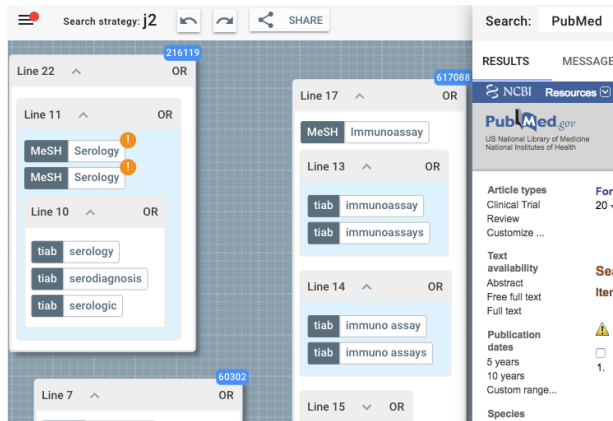 Search strategy: j2
SHARE
216119
Line 22 OR
Line 11 OR
MeSH Serology !
MeSH Serology !
Line 10 OR
tiab serology
tiab serodiagnosis
tiab serologic
60302
Line 7 OR
617088
Line 17 OR
MeSH Immunoassay
Line 13 OR
tiab immunoassay
tiab immunoassays
Line 14 OR
tiab immuno assay
tiab immuno assays
Line 15 OR
Search: PubMed
RESULTS MESSAGE
NCBI Resources
PubMed.gov
US National Library of Medicine
National Institutes of Health
Article types
Clinical Trial
Review
Customize ...
Text
availability
Abstract
Free full text
Full text
Publication
dates
5 years
10 years
Custom range...
Species
For
20
Sea
Iter
1.